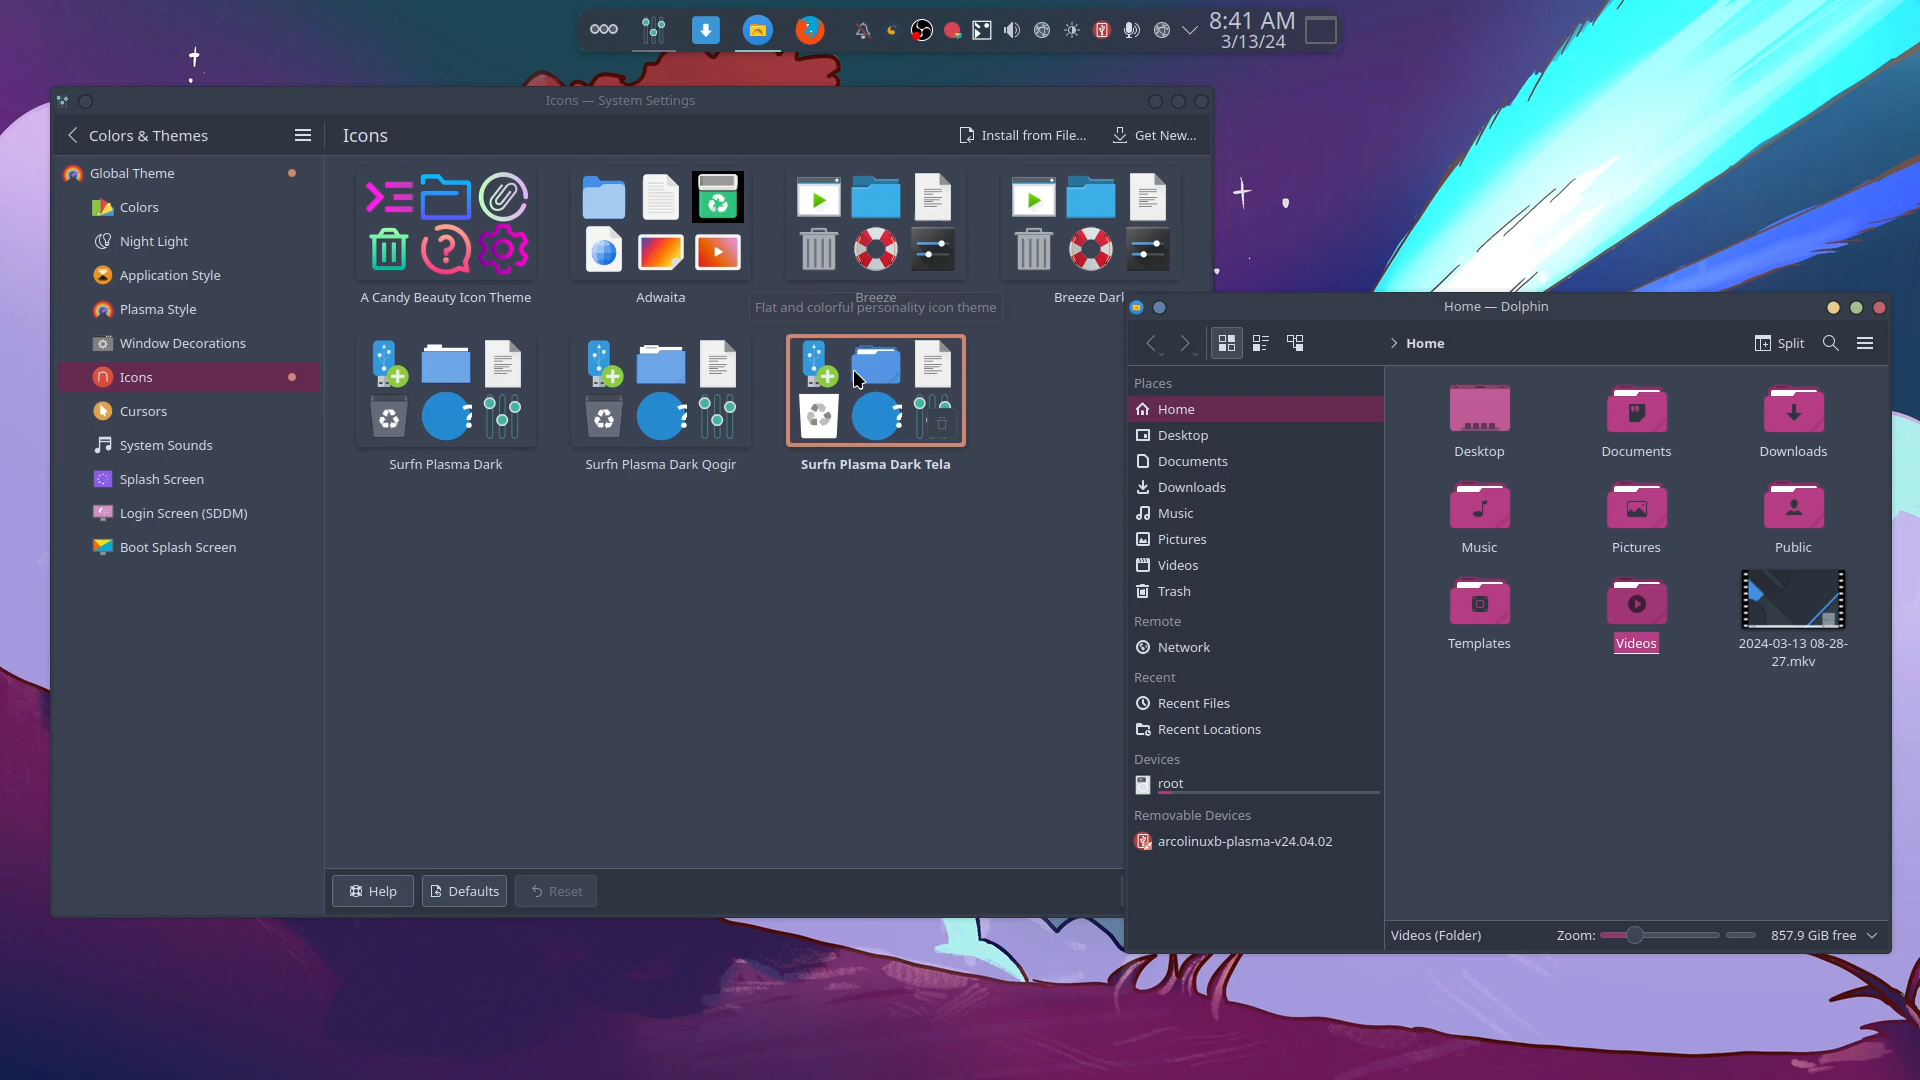 8:41 AM
3/13/24
Icons — System Settings
Colors & Themes
Icons
Install from File...
Get New...
Global Theme
Colors
Night Light
Application Style
Plasma Style
Window Decorations
Icons
Cursors
System Sounds
Splash Screen
Login Screen (SDDM)
Boot Splash Screen
A Candy Beauty Icon Theme
Adwaita
Breeze
Breeze Dark
Flat and colorful personality icon theme
Surfn Plasma Dark
Surfn Plasma Dark Qogir
Surfn Plasma Dark Tela
Help
Defaults
Reset
Home — Dolphin
Home
Split
Places
Home
Desktop
Documents
Downloads
Music
Pictures
Videos
Trash
Remote
Network
Recent
Recent Files
Recent Locations
Devices
root
Removable Devices
arcolinuxb-plasma-v24.04.02
Desktop
Documents
Downloads
Music
Pictures
Public
Templates
Videos
2024-03-13 08-28-
27.mkv
Videos (Folder)
Zoom:
857.9 GiB free